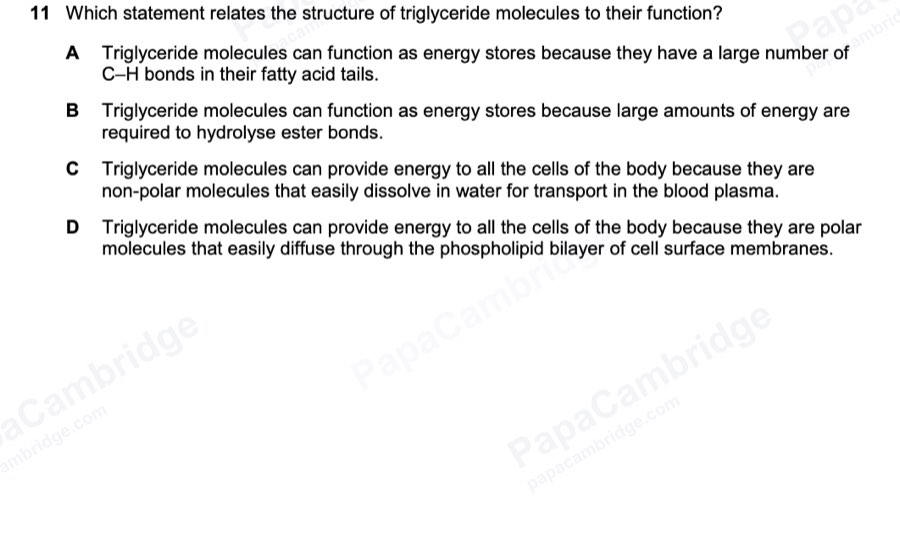 11 Which statement relates the structure of triglyceride molecules to their function?
A Triglyceride molecules can function as energy stores because they have a large number of
C–H bonds in their fatty acid tails.
B Triglyceride molecules can function as energy stores because large amounts of energy are
required to hydrolyse ester bonds.
C Triglyceride molecules can provide energy to all the cells of the body because they are
non-polar molecules that easily dissolve in water for transport in the blood plasma.
D Triglyceride molecules can provide energy to all the cells of the body because they are polar
molecules that easily diffuse through the phospholipid bilayer of cell surface membranes.
PapaCambridge
aCambridge
ambridge.com
PapaCambridge
papacambridge.com